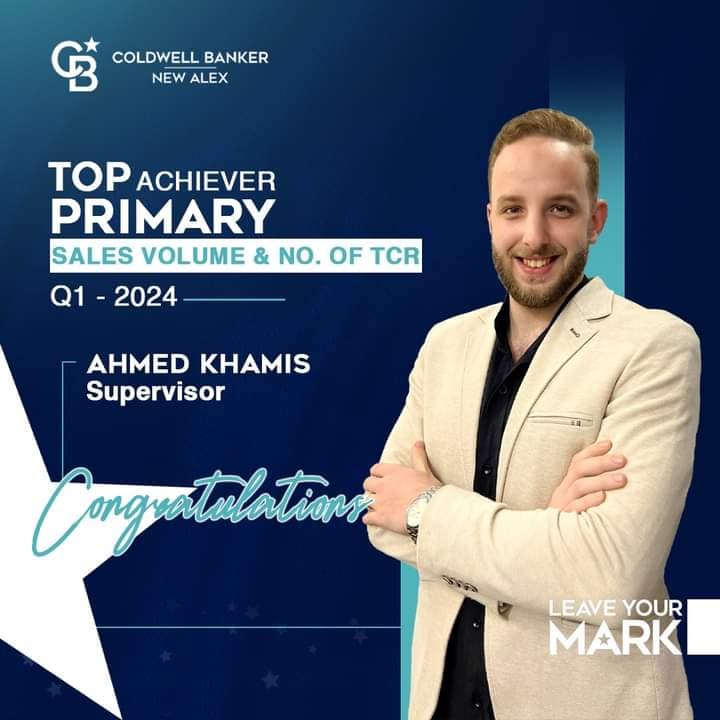 CB
COLDWELL BANKER
NEW ALEX
TOP ACHIEVER
PRIMARY
SALES VOLUME & NO. OF TCR
Q1 - 2024
AHMED KHAMIS
Supervisor
Congratulations
LEAVE YOUR
MARK